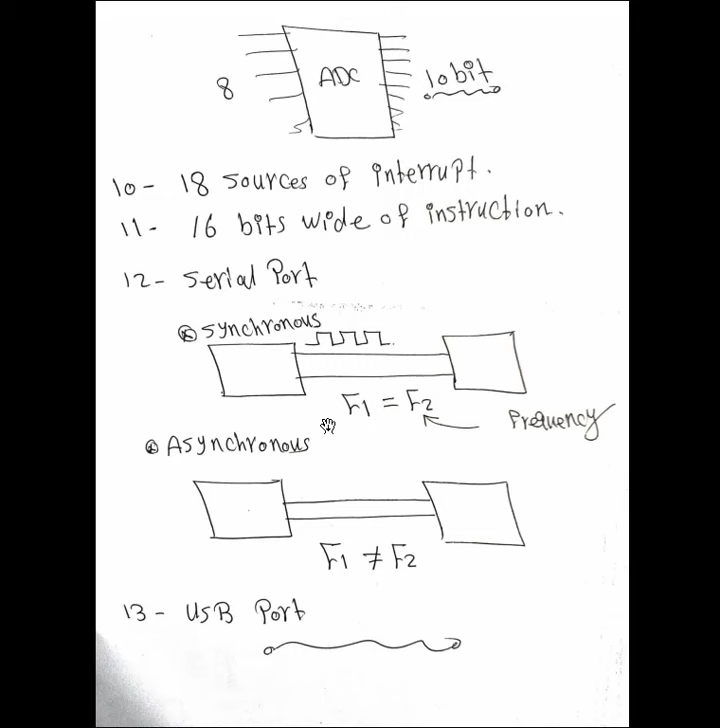 8 ADC 10bit
10- 18 sources of interrupt.
11- 16 bits wide of instruction.
12- Serial Port
Synchronous
F1 = F2
Frequency
Asynchronous
F1 ≠ F2
13- USB Port